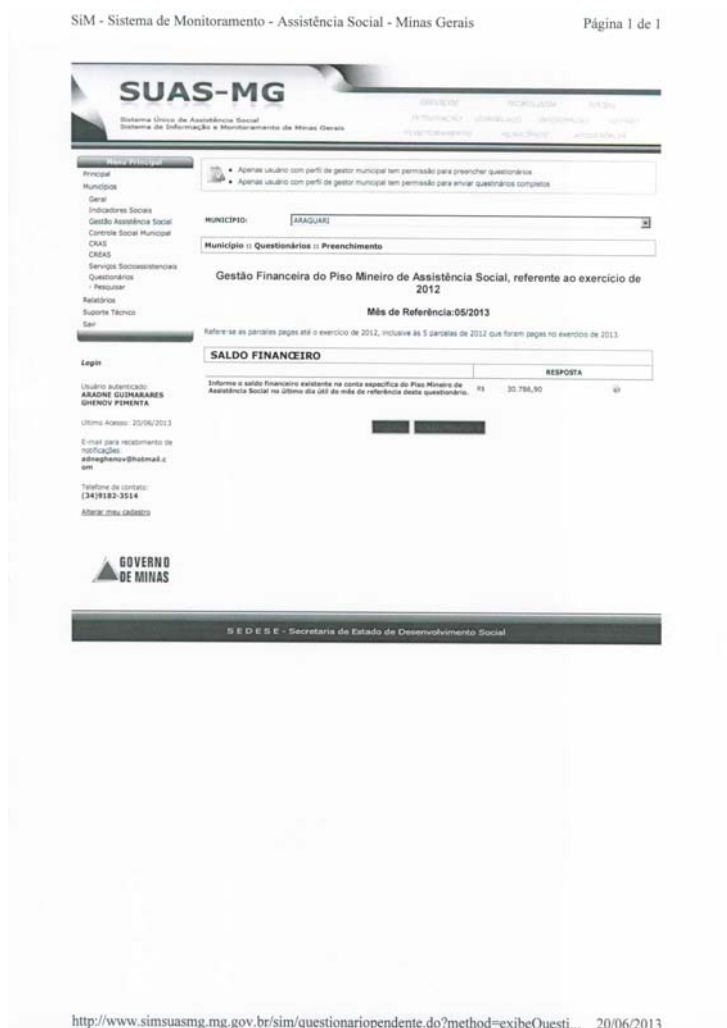 SiM - Sistema de Monitoramento - Assistência Social - Minas Gerais
Página 1 de 1
SUAS-MG
Sistema Único de Assistência Social
Sistema de Informação e Monitoramento de Minas Gerais
Menu Principal
Principal
Municípios
Geral
Indicadores Sociais
Gestão Assistência Social
Controle Social Municipal
CRAS
CREAS
Serviços Socioassistenciais
Questionários
- Pesquisar
Relatórios
Suporte Técnico
Sair
Login
Usuário autenticado:
ARADNE GUIMARARES
GHENOV PIMENTA
Último Acesso: 20/06/2013
E-mail para recebimento de
notificações:
adneghenov@hotmail.c
om
Telefone de contato:
(34)9182-3514
Alterar meu cadastro
GOVERNO
DE MINAS
• Apenas usuário com perfil de gestor municipal tem permissão para preencher questionários
• Apenas usuário com perfil de gestor municipal tem permissão para enviar questinários completos
MUNICÍPIO:
ARAGUARI
Município :: Questionários :: Preenchimento
Gestão Financeira do Piso Mineiro de Assistência Social, referente ao exercício de
2012
Mês de Referência:05/2013
Refere-se as parcelas pagas até o exercício de 2012, inclusive às 5 parcelas de 2012 que foram pagas no exercício de 2013.
SALDO FINANCEIRO
RESPOSTA
Informe o saldo financeiro existente na conta específica do Piso Mineiro de
Assistência Social no último dia útil do mês de referência deste questionário.
R$ 30.786,90
S E D E S E - Secretaria de Estado de Desenvolvimento Social
http://www.simsuasmg.mg.gov.br/sim/questionariopendente.do?method=exibeQuesti... 20/06/2013